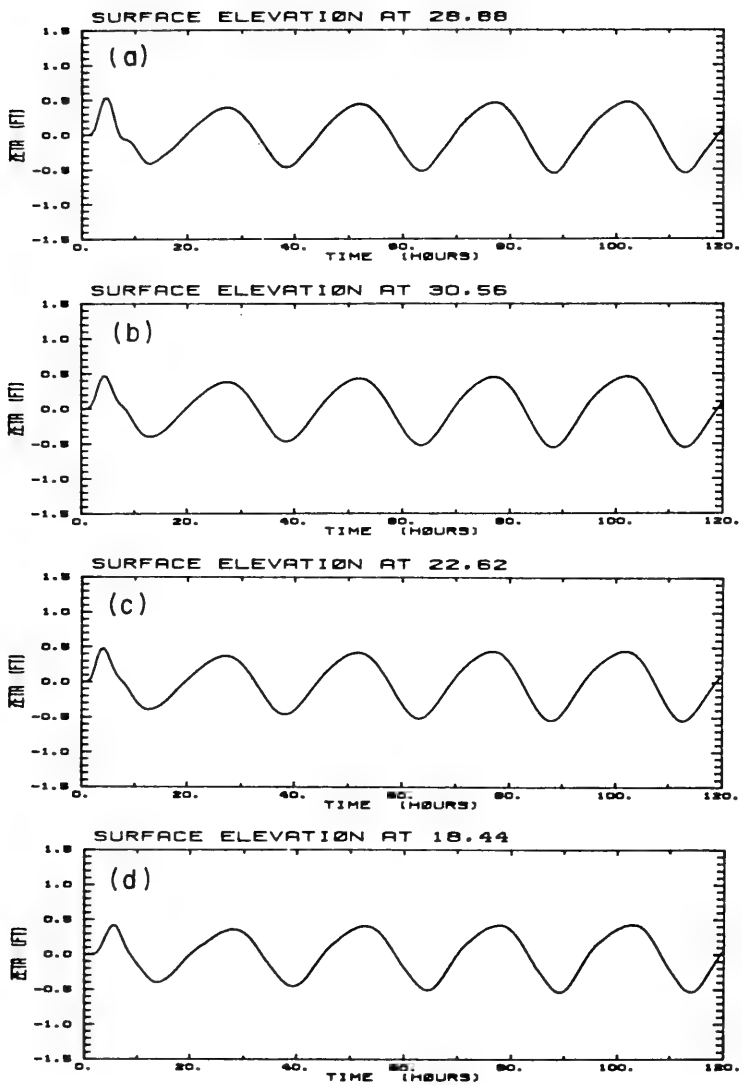 SURFACE ELEVATIØN AT 28.88
(a)
1.5
1.0
0.5
0.0
-0.5
-1.0
-1.5
ZETA (FT)
0. 20. 40. 60. 80. 100. 120.
TIME (HØURS)
SURFACE ELEVATIØN AT 30.56
(b)
1.5
1.0
0.5
0.0
-0.5
-1.0
-1.5
ZETA (FT)
0. 20. 40. 60. 80. 100. 120.
TIME (HØURS)
SURFACE ELEVATIØN AT 22.62
(c)
1.5
1.0
0.5
0.0
-0.5
-1.0
-1.5
ZETA (FT)
0. 20. 40. 60. 80. 100. 120.
TIME (HØURS)
SURFACE ELEVATIØN AT 18.44
(d)
1.5
1.0
0.5
0.0
-0.5
-1.0
-1.5
ZETA (FT)
0. 20. 40. 60. 80. 100. 120.
TIME (HØURS)